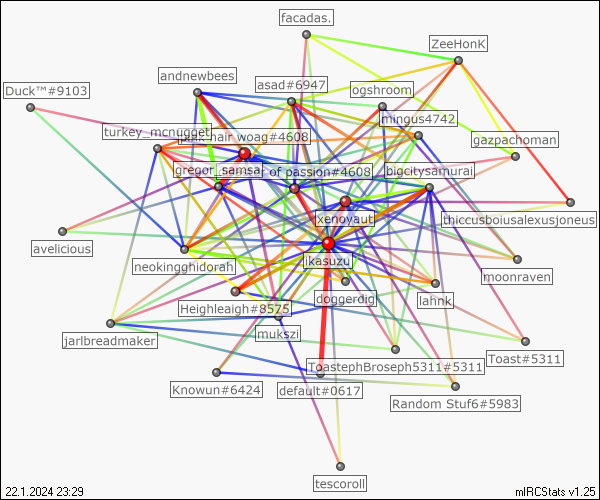 facadas.
ZeeHonK
andnewbees
asad#6947
ogshroom
Duck™#9103
mingus4742
turkey_mcnugget
hair_woag#4608
gazpachoman
gregor_samsa
of passion#4608
bigcitysamurai
xenoyaut
thiccusboiusalexusjoneus
avelicious
neokingghidorah
ikasuzu
moonraven
doggerdig
lahnk
Heighleaigh#8575
mukszi
jarlbreadmaker
Toast#5311
ToastephBroseph5311#5311
Knowun#6424
default#0617
Random Stuf6#5983
tescoroll
22.1.2024 23:29
mIRCStats v1.25